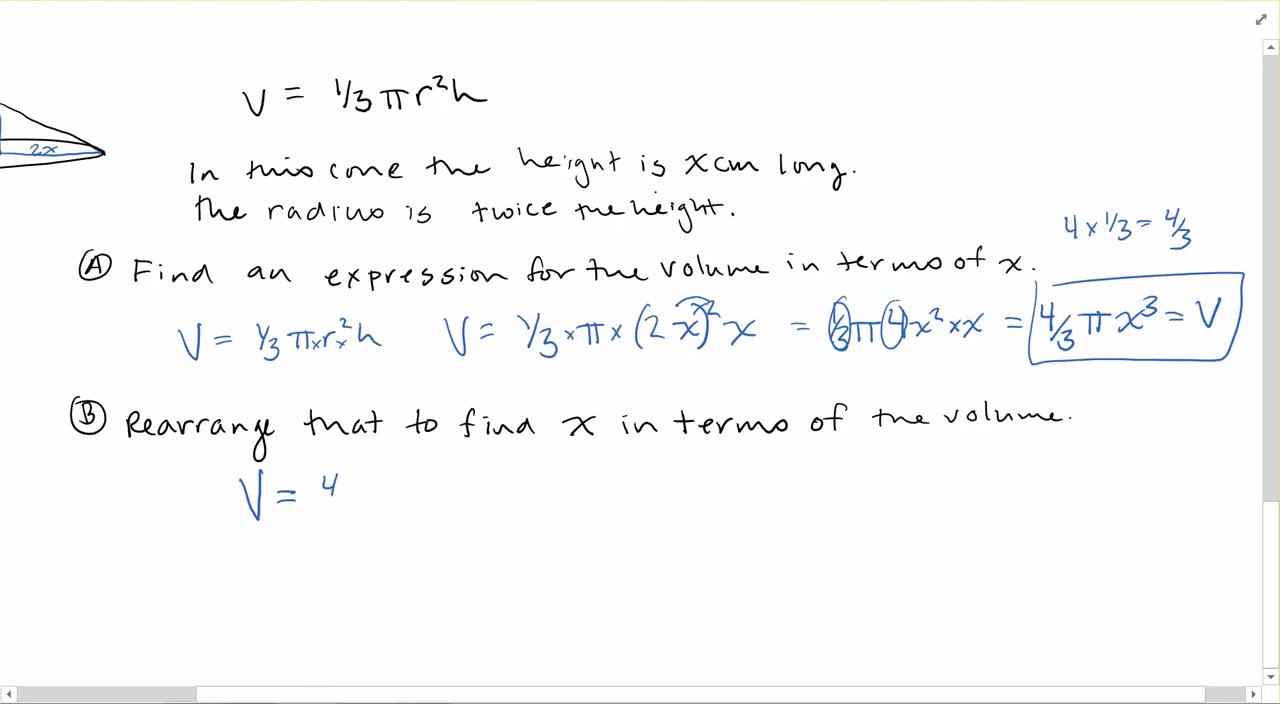 V = 1/3 πr²h
2x
In this cone the height is x cm long.
The radius is twice the height.
4 × 1/3 = 4/3
Ⓐ Find an expression for the volume in terms of x.
V = 1/3 π×r²×h V = 1/3 × π × (2x)² x = 1/3 π 4 x² × x = 4/3 π x³ = V
Ⓑ Rearrange that to find x in terms of the volume.
V = 4